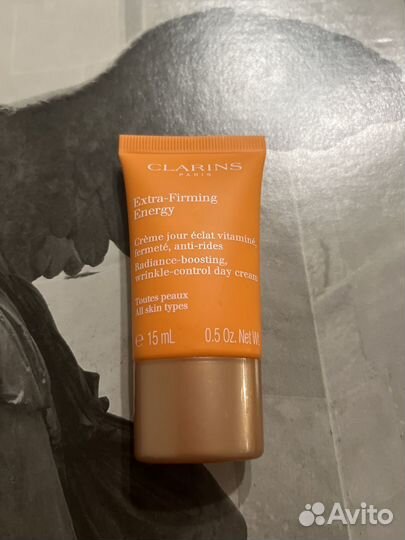 CLARINS
PARIS
Extra-Firming
Energy
Crème jour éclat vitaminé,
fermeté, anti-rides
Radiance-boosting,
wrinkle-control day cream
Toutes peaux
All skin types
e 15 mL 0.5 Oz. Net W
Avito